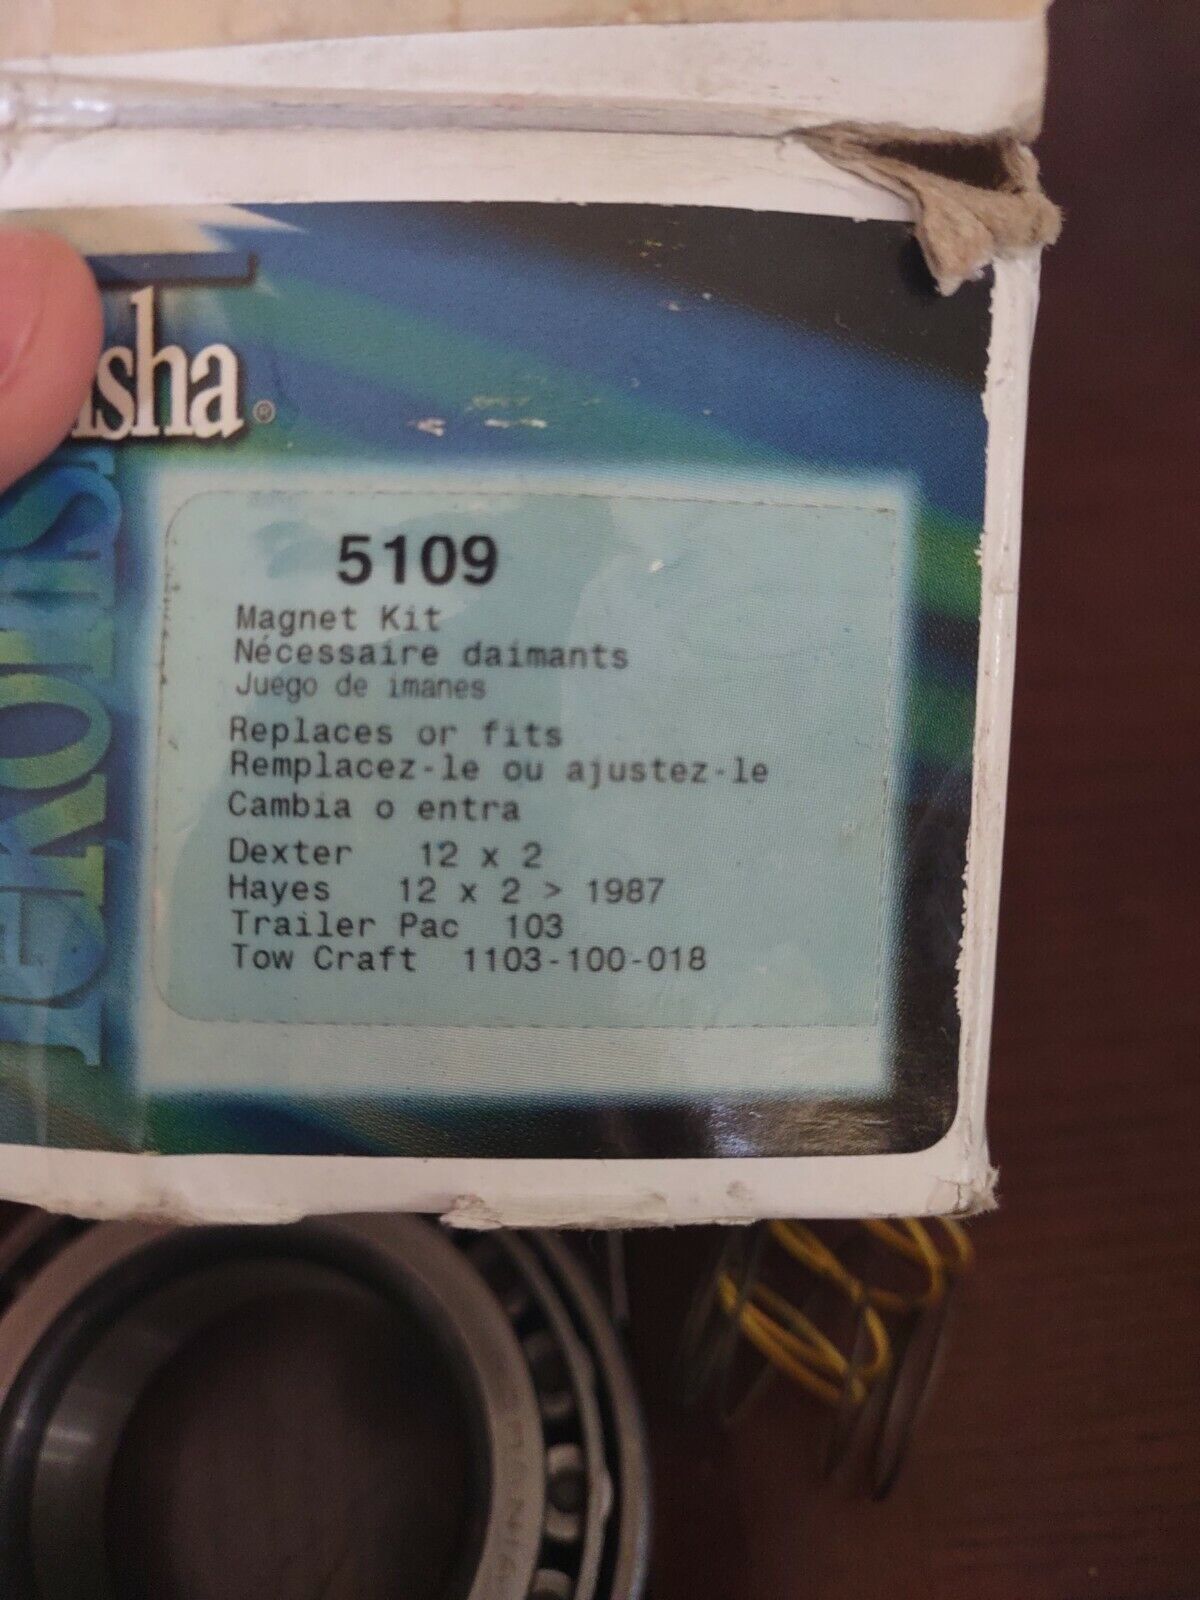 sha®
5109
Magnet Kit
Nécessaire daimants
Juego de imanes
Replaces or fits
Remplacez-le ou ajustez-le
Cambia o entra
Dexter 12 x 2
Hayes 12 x 2 > 1987
Trailer Pac 103
Tow Craft 1103-100-018